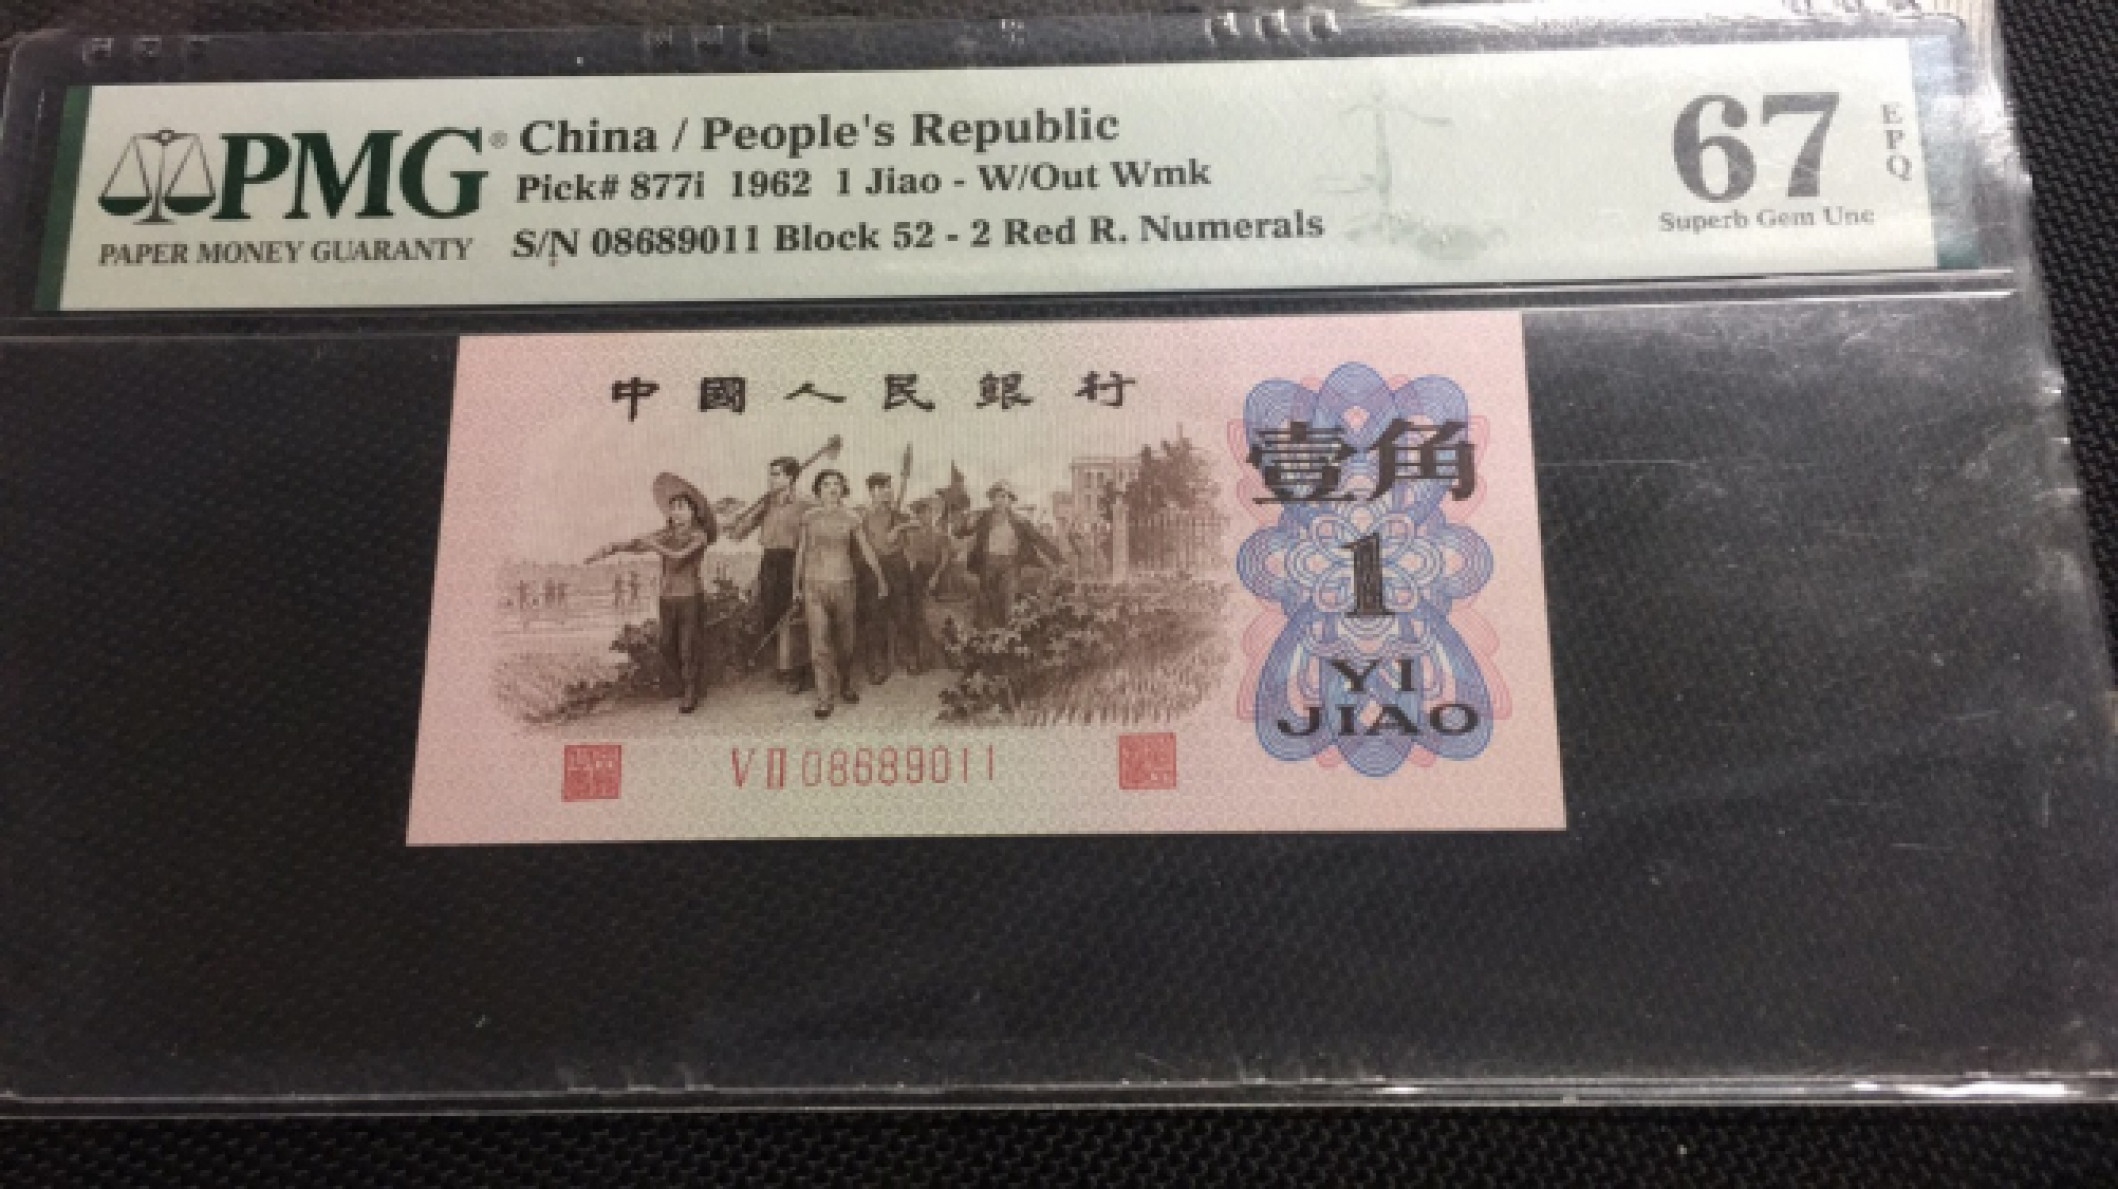 PMG®
PAPER MONEY GUARANTY
China / People's Republic
Pick# 877i 1962 1 Jiao - W/Out Wmk
S/N 08689011 Block 52 - 2 Red R. Numerals
67
EPQ
Superb Gem Unc
中國人民銀行
壹角
1
YI
JIAO
V II 08689011